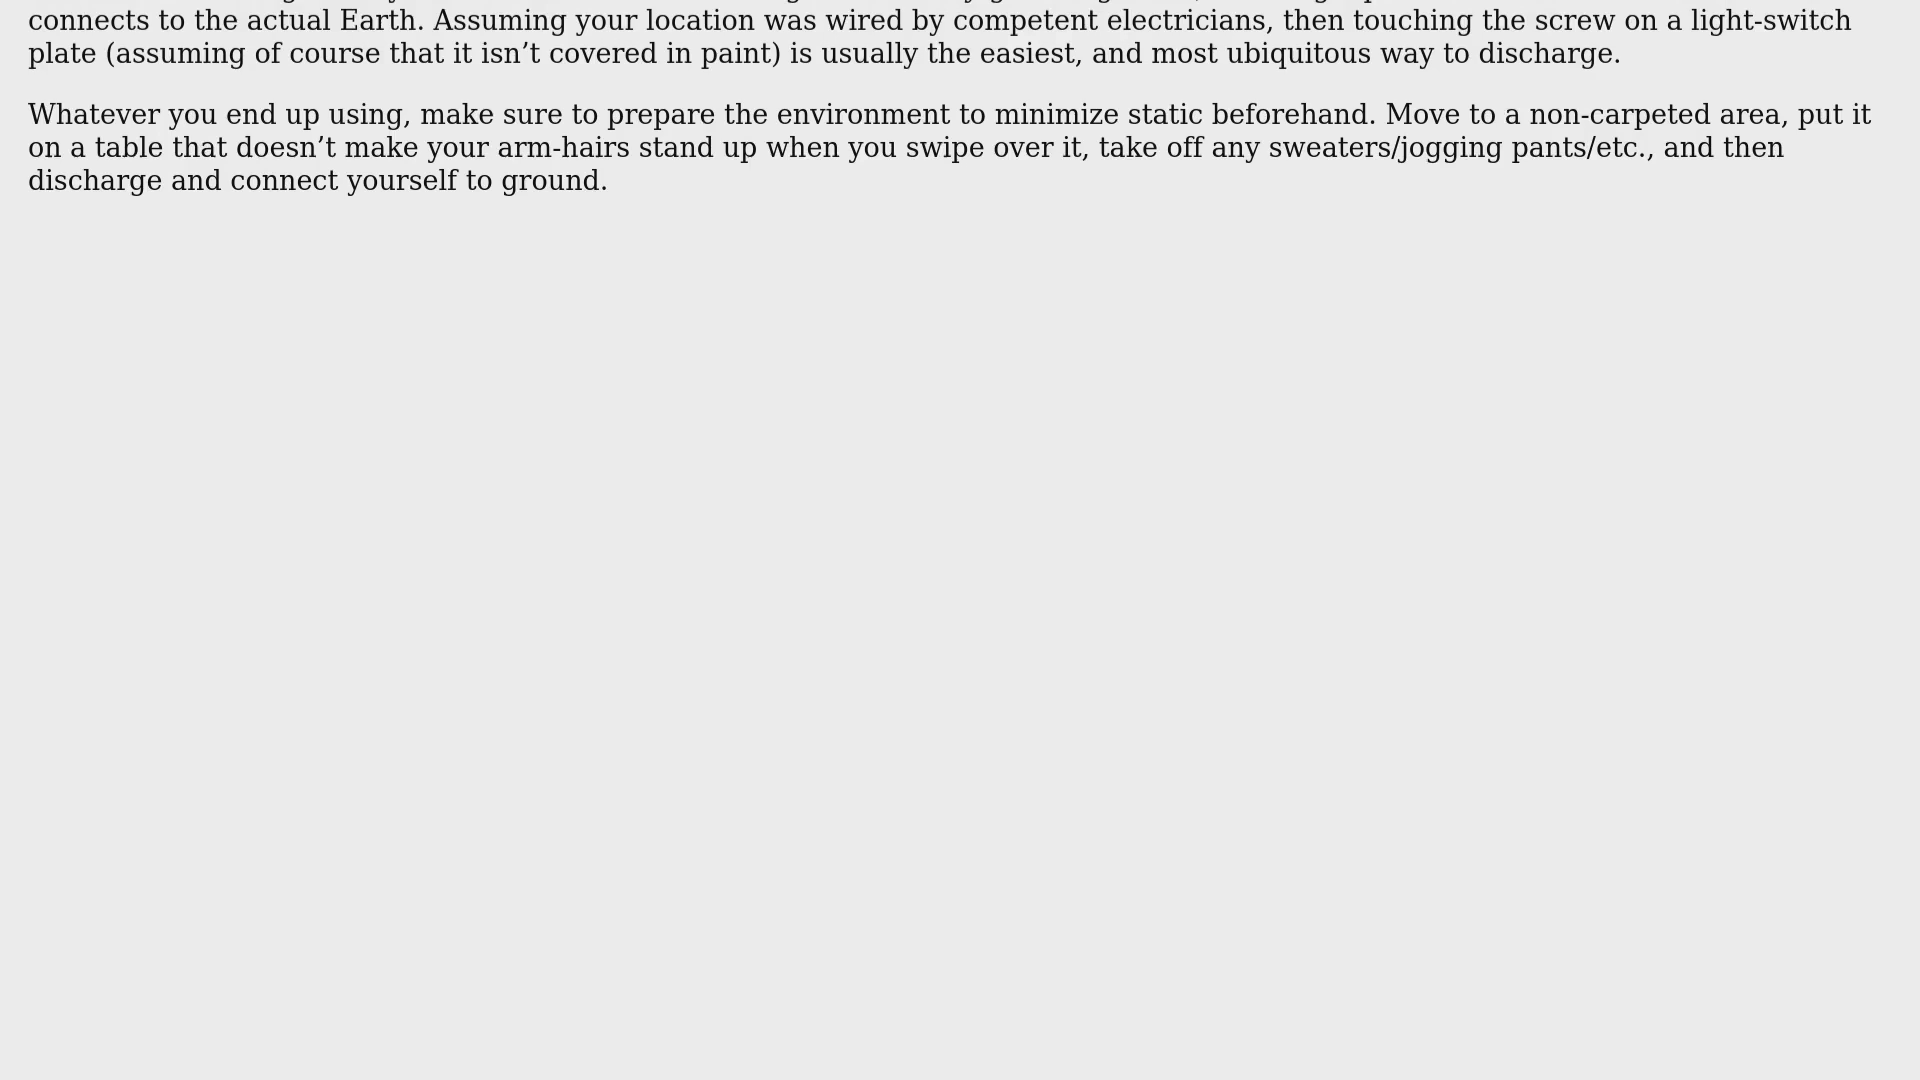 connects to the actual Earth. Assuming your location was wired by competent electricians, then touching the screw on a light-switch
plate (assuming of course that it isn’t covered in paint) is usually the easiest, and most ubiquitous way to discharge.
Whatever you end up using, make sure to prepare the environment to minimize static beforehand. Move to a non-carpeted area, put it
on a table that doesn’t make your arm-hairs stand up when you swipe over it, take off any sweaters/jogging pants/etc., and then
discharge and connect yourself to ground.